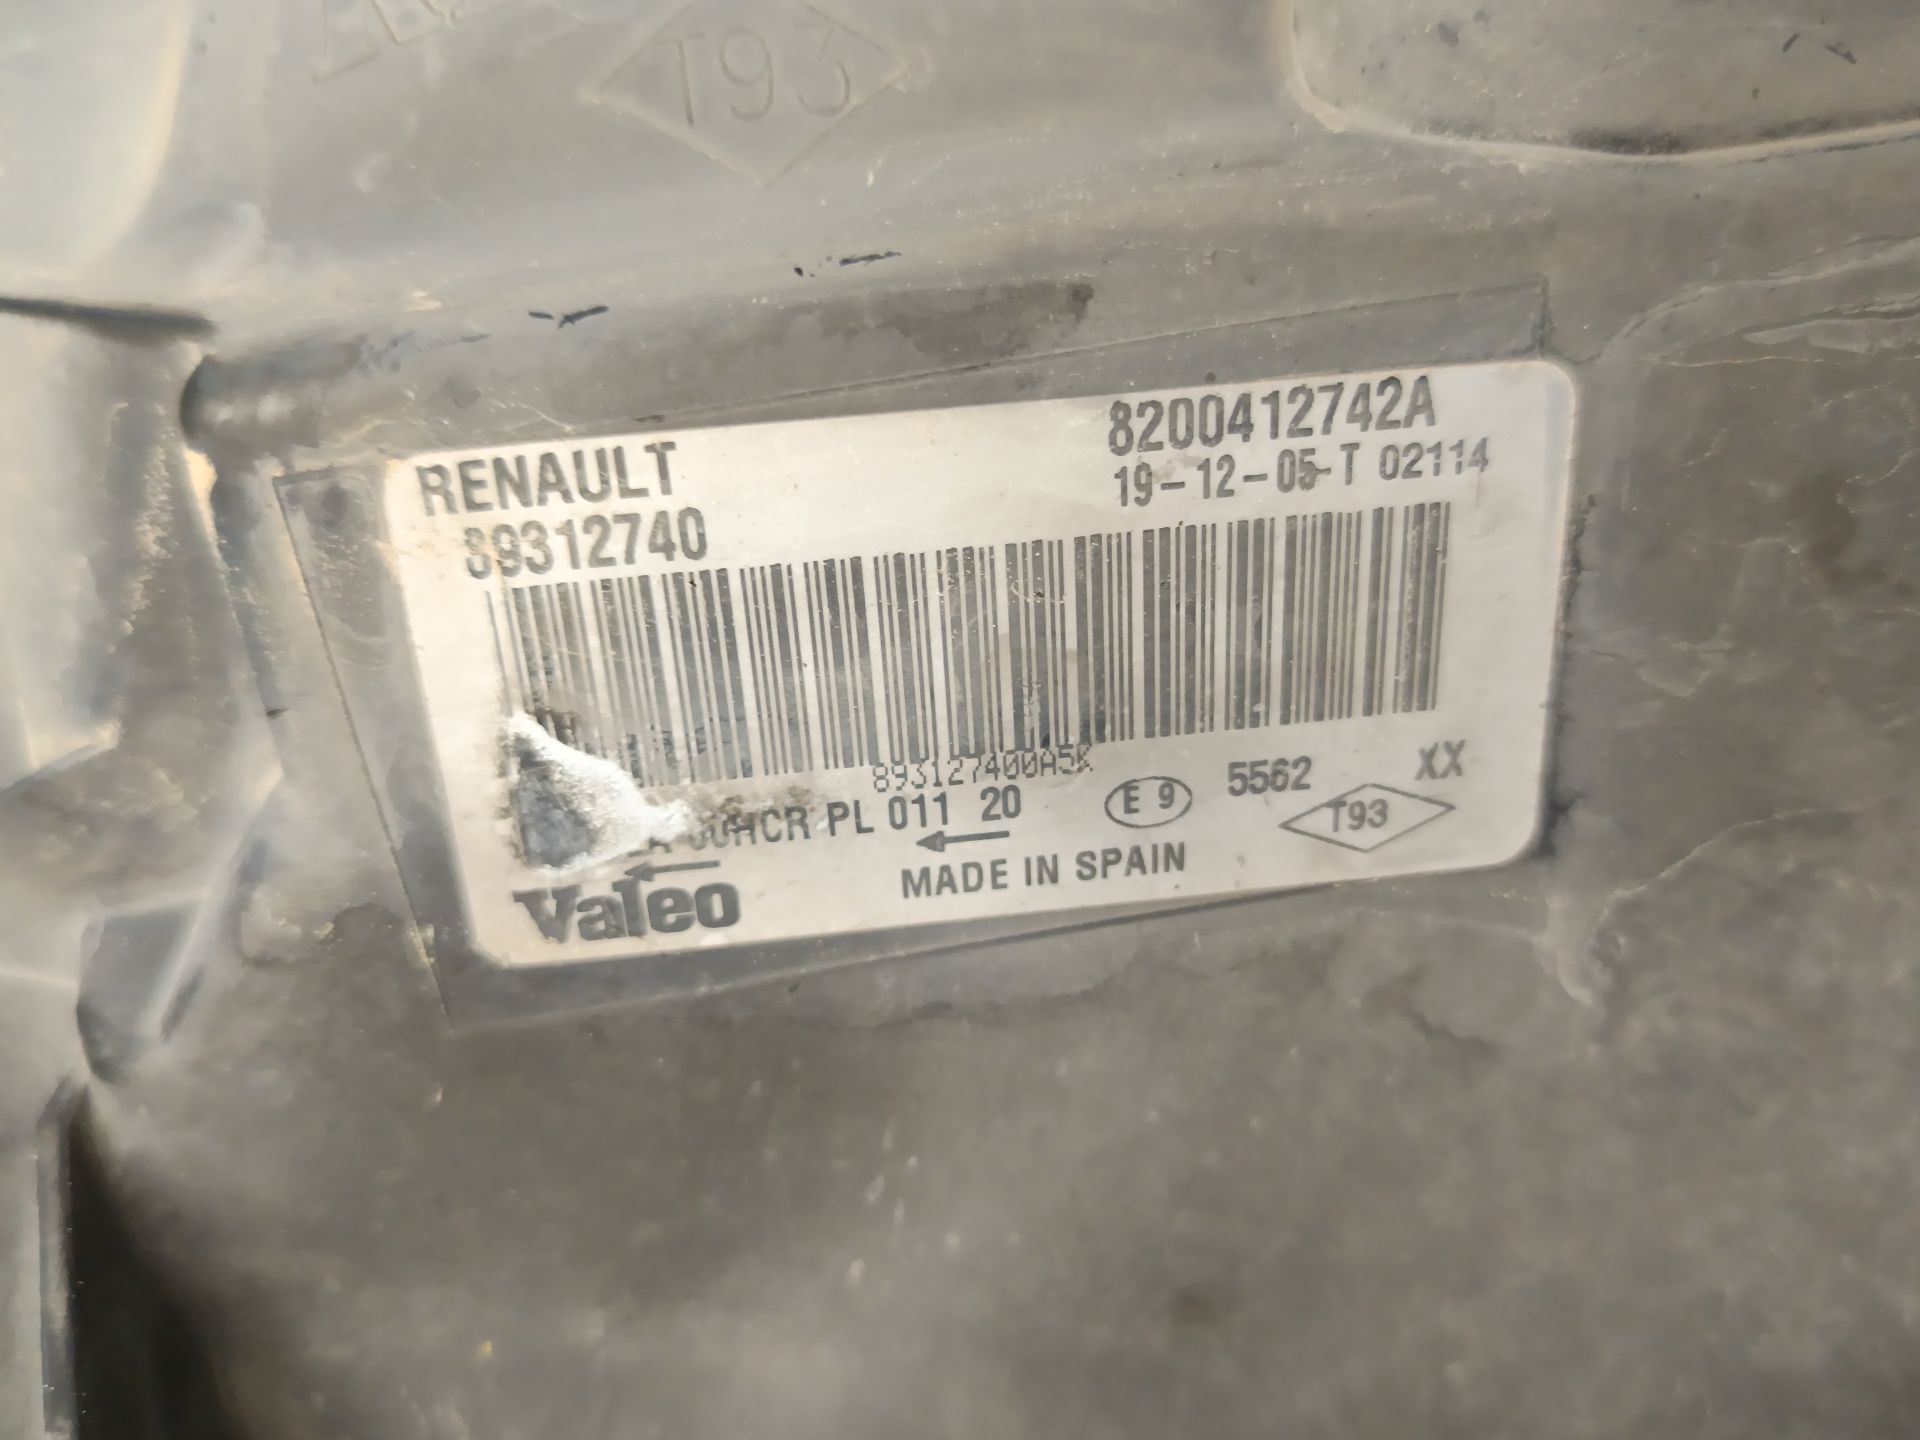 T93
RENAULT
8200412742A
89312740
19-12-05-T 02114
893127400A5K
PL 011 20
E 9
5562
XX
T93
Valeo
MADE IN SPAIN